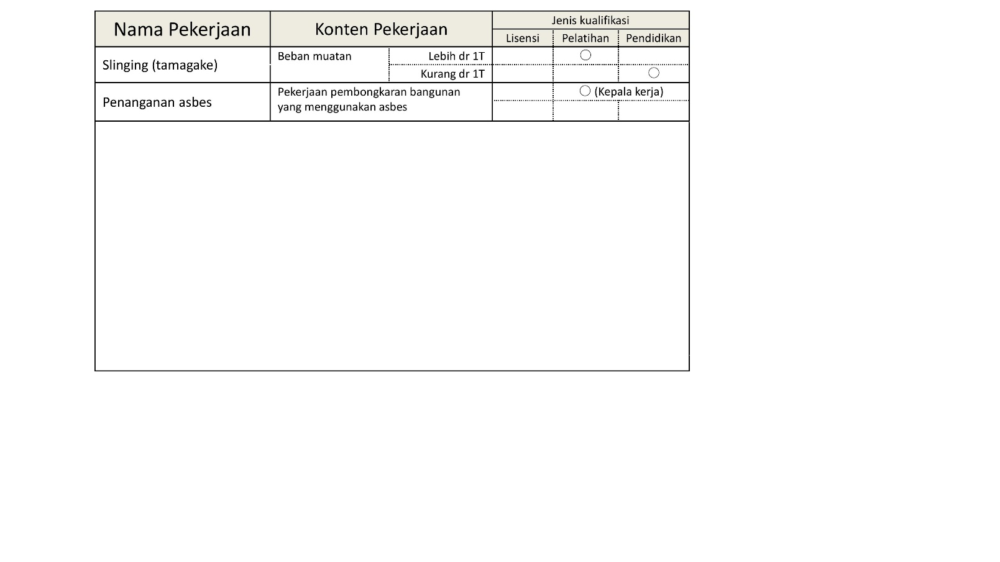 Nama Pekerjaan Konten Pekerjaan Jenis kualifikasi
Lisensi Pelatihan Pendidikan
Slinging (tamagake) Beban muatan Lebih dr 1T ○
Kurang dr 1T ○
Penanganan asbes Pekerjaan pembongkaran bangunan ○ (Kepala kerja)
yang menggunakan asbes